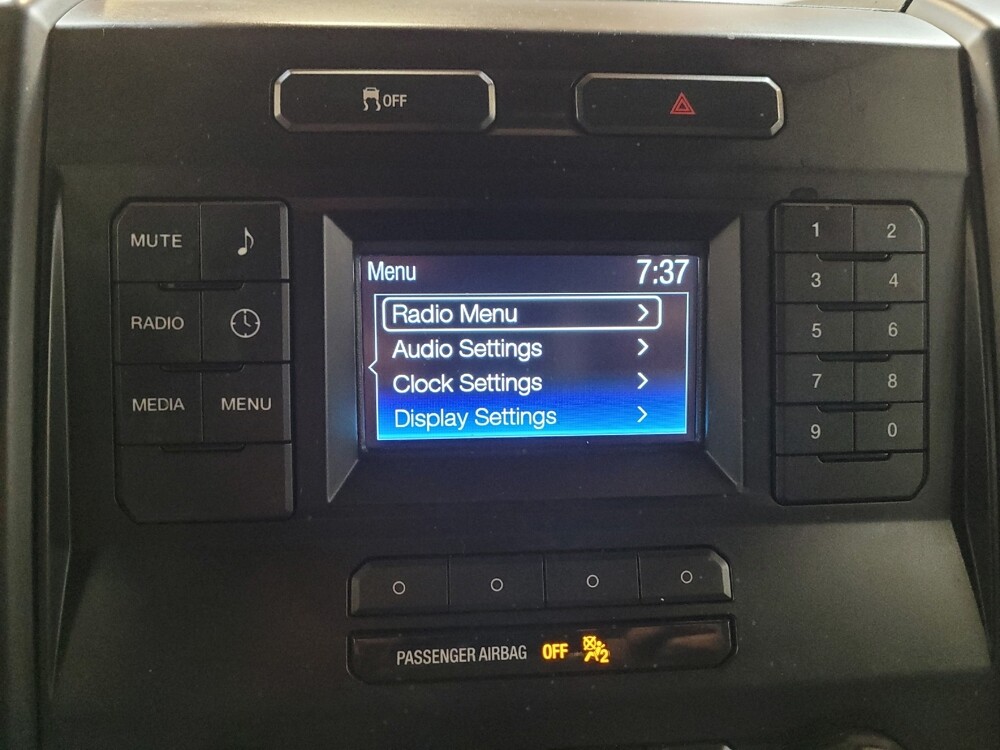 OFF
Menu 7:37
Radio Menu
Audio Settings
Clock Settings
Display Settings
MUTE
RADIO
MEDIA MENU
1 2
3 4
5 6
7 8
9 0
PASSENGER AIRBAG OFF 2